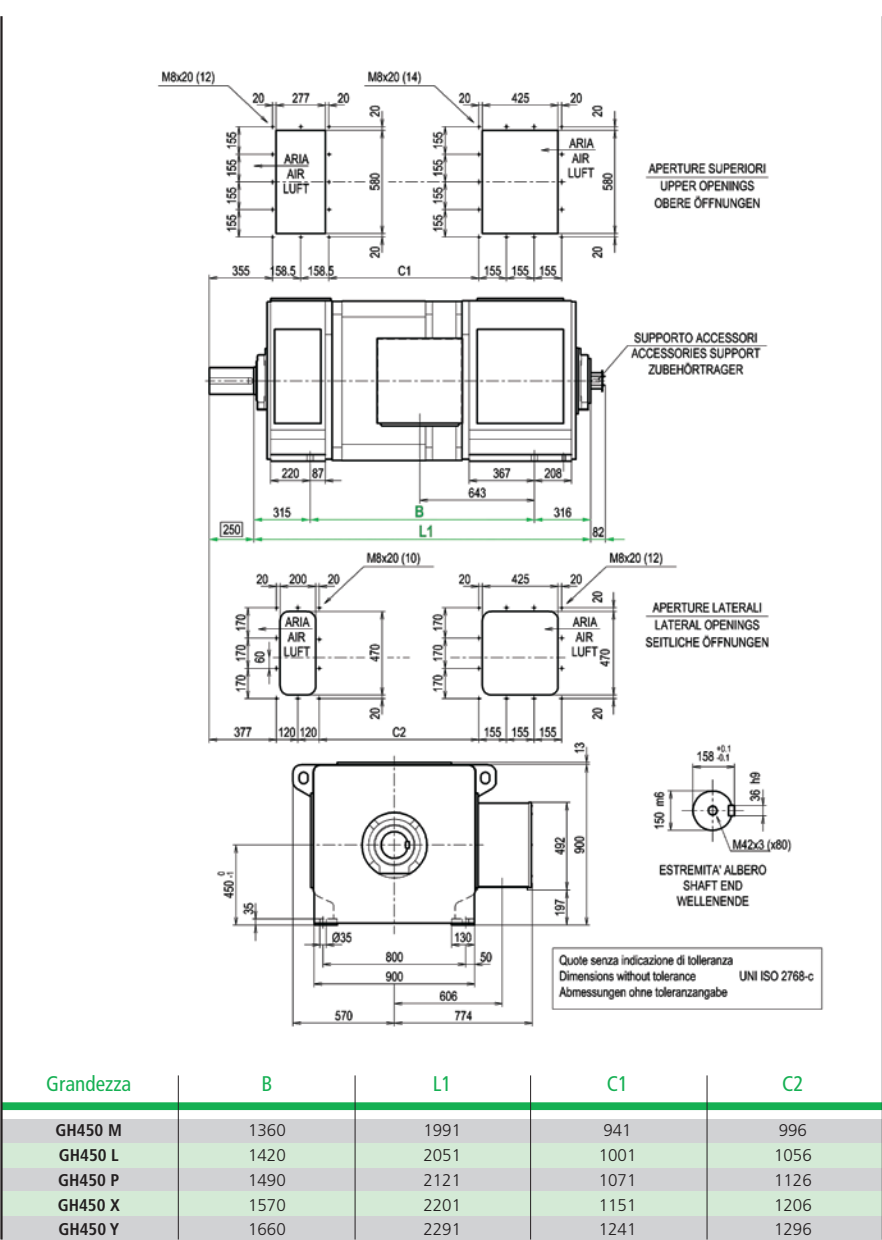 M8x20 (12)
M8x20 (14)
20 277 20
20
20 425 20
20
155
155
155
155
ARIA
AIR
LUFT
580
20
155
155
155
155
ARIA
AIR
LUFT
580
20
APERTURE SUPERIORI
UPPER OPENINGS
OBERE ÖFFNUNGEN
355 158.5 158.5 C1 155 155 155
SUPPORTO ACCESSORI
ACCESSORIES SUPPORT
ZUBEHÖRTRAGER
220 87 367 208
643
315 B 316
250 L1 82
M8x20 (10)
M8x20 (12)
20 200 20
20 425 20
20
170
170
170
60
ARIA
AIR
LUFT
470
20
170
170
170
ARIA
AIR
LUFT
470
20
APERTURE LATERALI
LATERAL OPENINGS
SEITLICHE ÖFFNUNGEN
377 120 120 C2 155 155 155
13
450 0 -1
35
492
900
197
Ø35 130
800 50
900
606
570 774
158 +0.1 -0.1
150 m6
36 h9
M42x3 (x80)
ESTREMITA' ALBERO
SHAFT END
WELLENENDE
Quote senza indicazione di tolleranza
Dimensions without tolerance UNI ISO 2768-c
Abmessungen ohne toleranzangabe
Grandezza B L1 C1 C2
GH450 M 1360 1991 941 996
GH450 L 1420 2051 1001 1056
GH450 P 1490 2121 1071 1126
GH450 X 1570 2201 1151 1206
GH450 Y 1660 2291 1241 1296